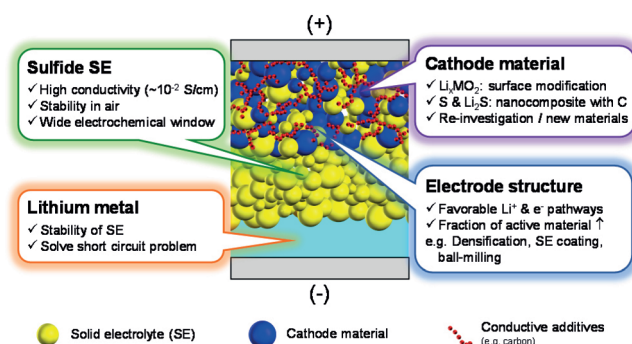 (+)
Sulfide SE
✓ High conductivity (~10⁻² S/cm)
✓ Stability in air
✓ Wide electrochemical window
Cathode material
✓ LiₓMO₂: surface modification
✓ S & Li₂S: nanocomposite with C
✓ Re-investigation / new materials
Lithium metal
✓ Stability of SE
✓ Solve short circuit problem
Electrode structure
✓ Favorable Li⁺ & e⁻ pathways
✓ Fraction of active material ↑
e.g. Densification, SE coating,
ball-milling
(-)
Solid electrolyte (SE)
Cathode material
Conductive additives
(e.g. carbon)